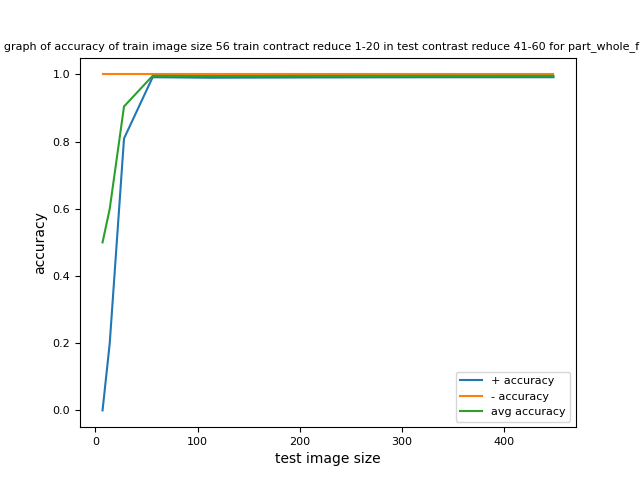 graph of accuracy of train image size 56 train contract reduce 1-20 in test contrast reduce 41-60 for part_whole_f
1.0
0.8
0.6
0.4
0.2
0.0
accuracy
+ accuracy
- accuracy
avg accuracy
0 100 200 300 400
test image size